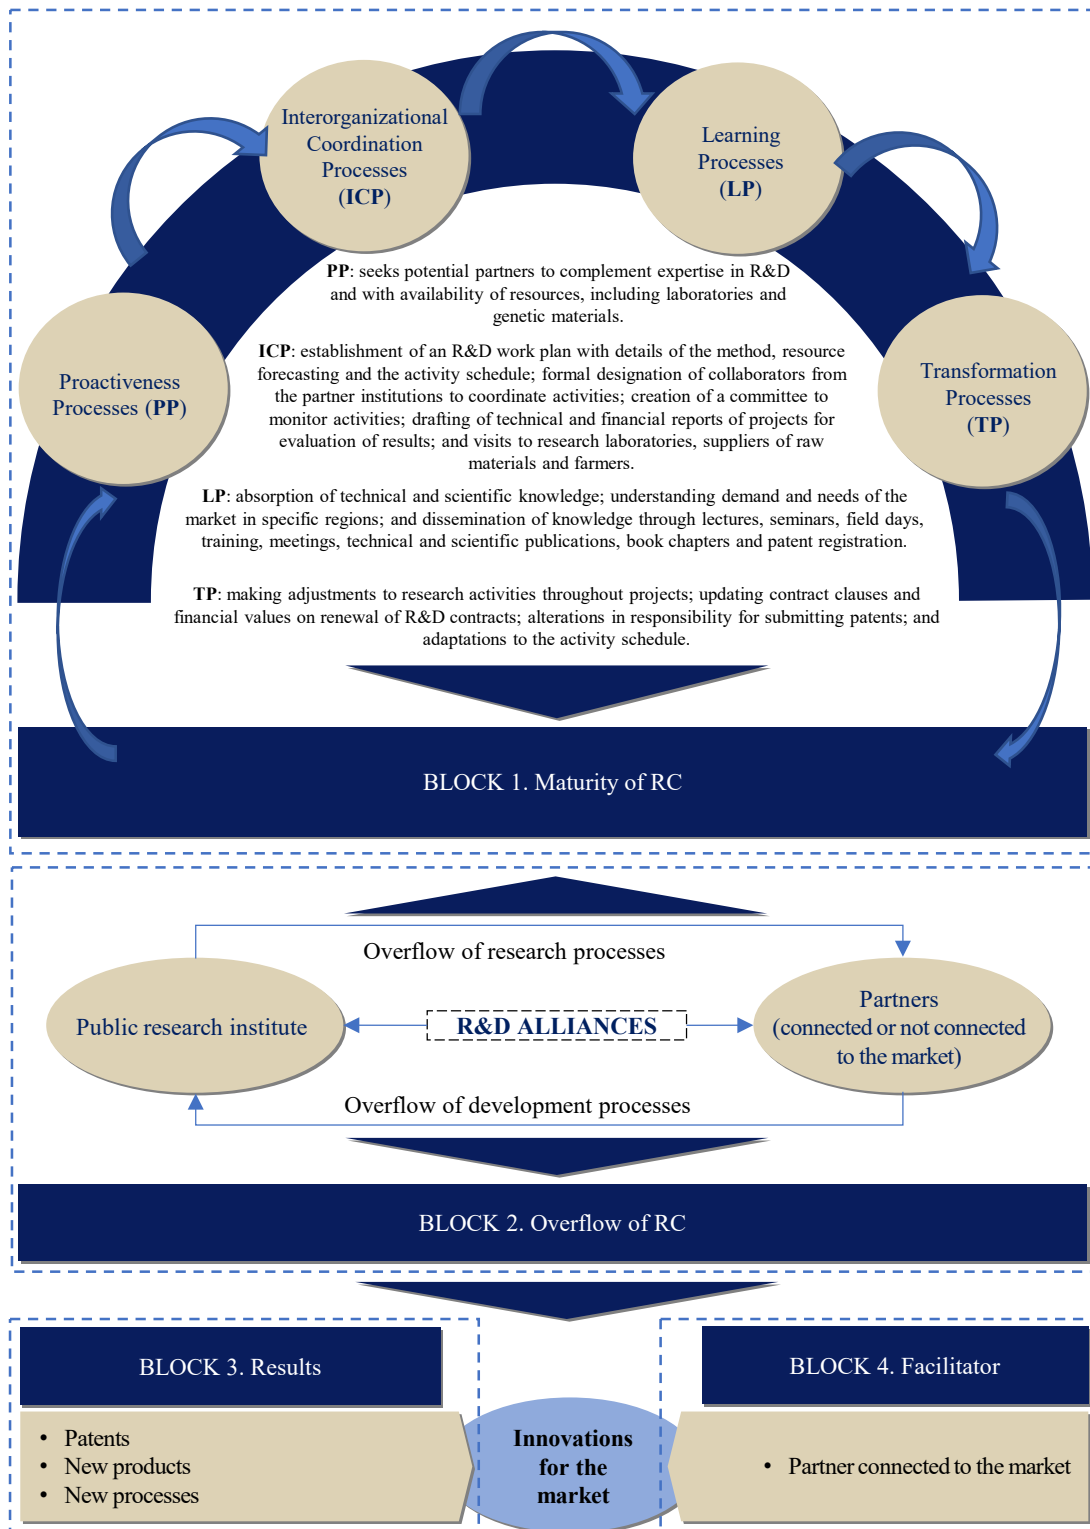 Interorganizational
Coordination
Processes
(ICP)
Learning
Processes
(LP)
Proactiveness
Processes (PP)
Transformation
Processes
(TP)
PP: seeks potential partners to complement expertise in R&D
and with availability of resources, including laboratories and
genetic materials.
ICP: establishment of an R&D work plan with details of the method, resource
forecasting and the activity schedule; formal designation of collaborators from
the partner institutions to coordinate activities; creation of a committee to
monitor activities; drafting of technical and financial reports of projects for
evaluation of results; and visits to research laboratories, suppliers of raw
materials and farmers.
LP: absorption of technical and scientific knowledge; understanding demand and needs of the
market in specific regions; and dissemination of knowledge through lectures, seminars, field days,
training, meetings, technical and scientific publications, book chapters and patent registration.
TP: making adjustments to research activities throughout projects; updating contract clauses and
financial values on renewal of R&D contracts; alterations in responsibility for submitting patents; and
adaptations to the activity schedule.
BLOCK 1. Maturity of RC
Overflow of research processes
Public research institute
R&D ALLIANCES
Partners
(connected or not connected
to the market)
Overflow of development processes
BLOCK 2. Overflow of RC
BLOCK 3. Results
• Patents
• New products
• New processes
Innovations
for the
market
BLOCK 4. Facilitator
• Partner connected to the market